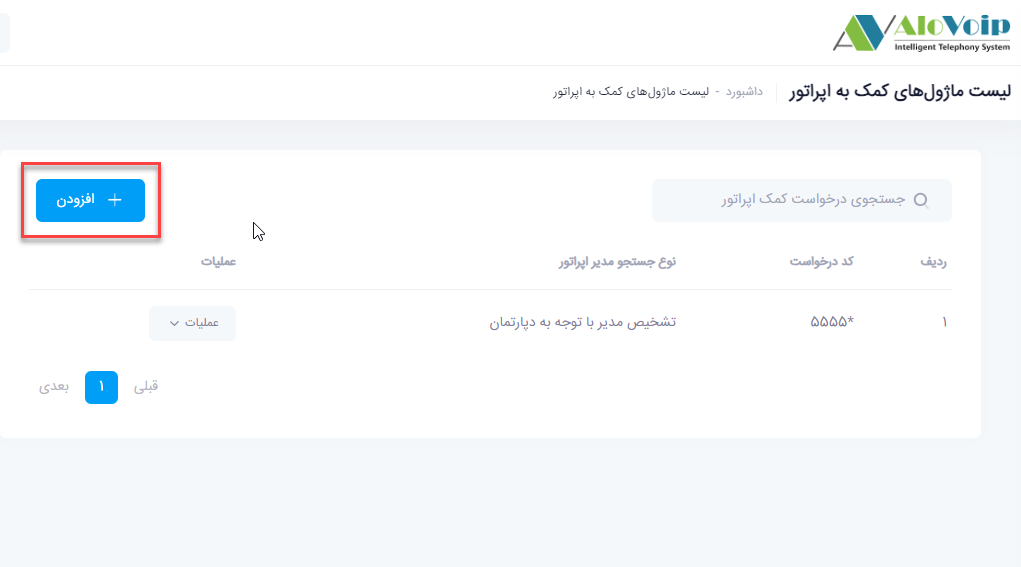 AloVoip
Intelligent Telephony System
لیست ماژول‌های کمک به اپراتور
داشبورد - لیست ماژول‌های کمک به اپراتور
جستجوی درخواست کمک اپراتور
+ افزودن
ردیف کد درخواست نوع جستجو مدیر اپراتور عملیات
۱ *۵۵۵۵ تشخیص مدیر با توجه به دپارتمان عملیات
قبلی ۱ بعدی